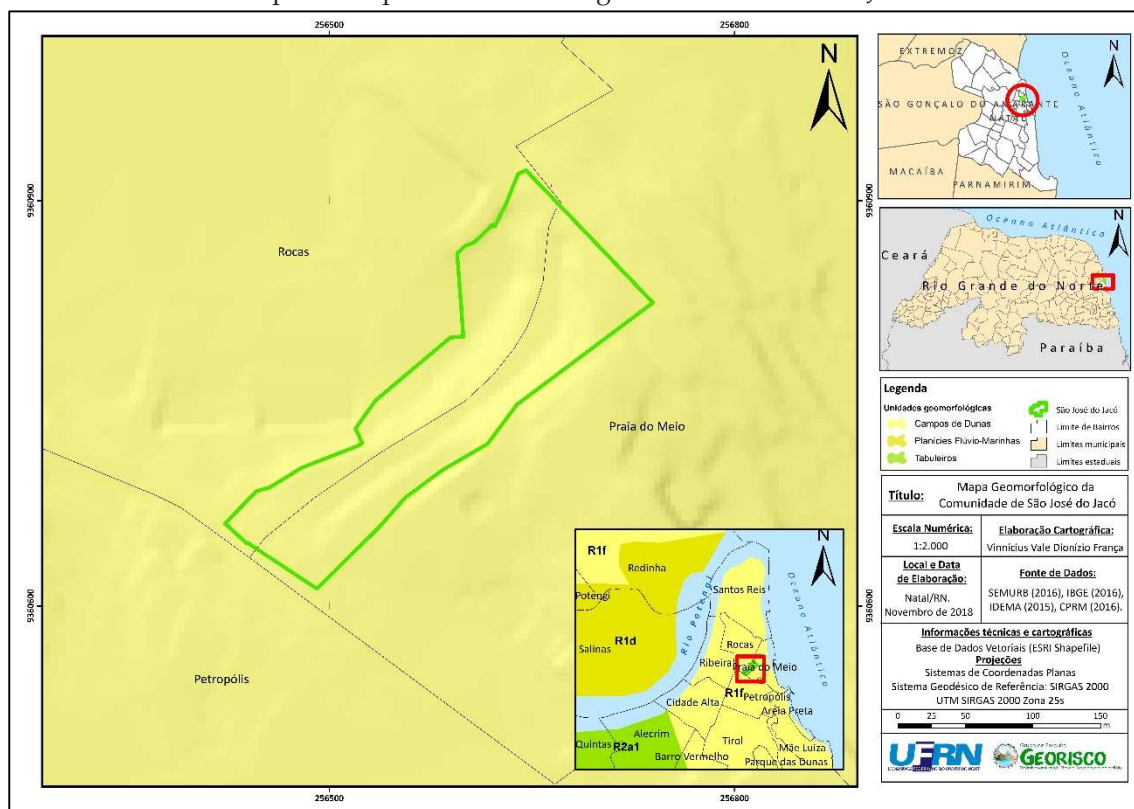 256500
256800
9360900
9360600
N
Rocas
Praia do Meio
Petropólis
256500
256800
9360900
9360600
N
R1f
Redinha
Potengi
Salinas
R1d
Rio Potengi
Santos Reis
Oceano Atlântico
Rocas
Ribeira
Praia do Meio
R1f
Petrópolis
Cidade Alta
Areia Preta
Alecrim
Quintas
R2a1
Tirol
Mãe Luiza
Barro Vermelho
Parque das Dunas
N
EXTREMOZ
SÃO GONÇALO DO AMARANTE
NATAL
MACAÍBA
PARNAMIRIM
Oceano Atlântico
N
Oceano Atlântico
Ceará
Rio Grande do Norte
Paraíba
Legenda
Unidades geomorfológicas
Campos de Dunas
Planícies Flúvio-Marinhas
Tabuleiros
São José do Jacó
Limite de Bairros
Limites municipais
Limites estaduais
Título:
Mapa Geomorfológico da
Comunidade de São José do Jacó
Escala Numérica:
1:2.000
Elaboração Cartográfica:
Vinnícius Vale Dionízio França
Local e Data
de Elaboração:
Natal/RN.
Novembro de 2018
Fonte de Dados:
SEMURB (2016), IBGE (2016),
IDEMA (2015), CPRM (2016).
Informações técnicas e cartográficas
Base de Dados Vetoriais (ESRI Shapefile)
Projeções
Sistemas de Coordenadas Planas
Sistema Geodésico de Referência: SIRGAS 2000
UTM SIRGAS 2000 Zona 25s
0 25 50 100 150
m
UFRN
GEORISCO